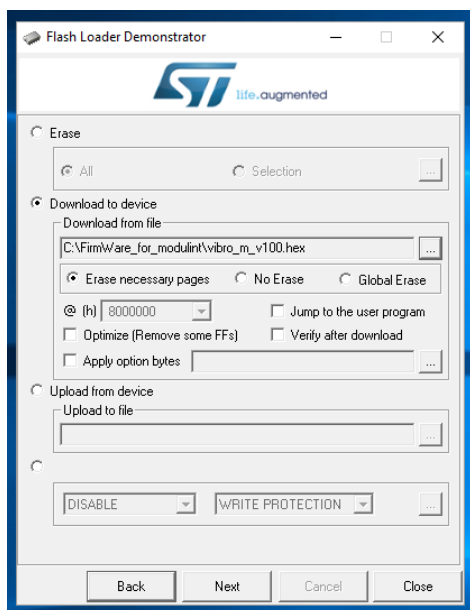 Flash Loader Demonstrator
ST life.augmented
Erase
All Selection ...
Download to device
Download from file
C:\FirmWare_for_modulint\vibro_m_v100.hex ...
Erase necessary pages No Erase Global Erase
@ (h) 8000000 Jump to the user program
Optimize (Remove some FFs) Verify after download
Apply option bytes ...
Upload from device
Upload to file
...
DISABLE WRITE PROTECTION ...
Back Next Cancel Close